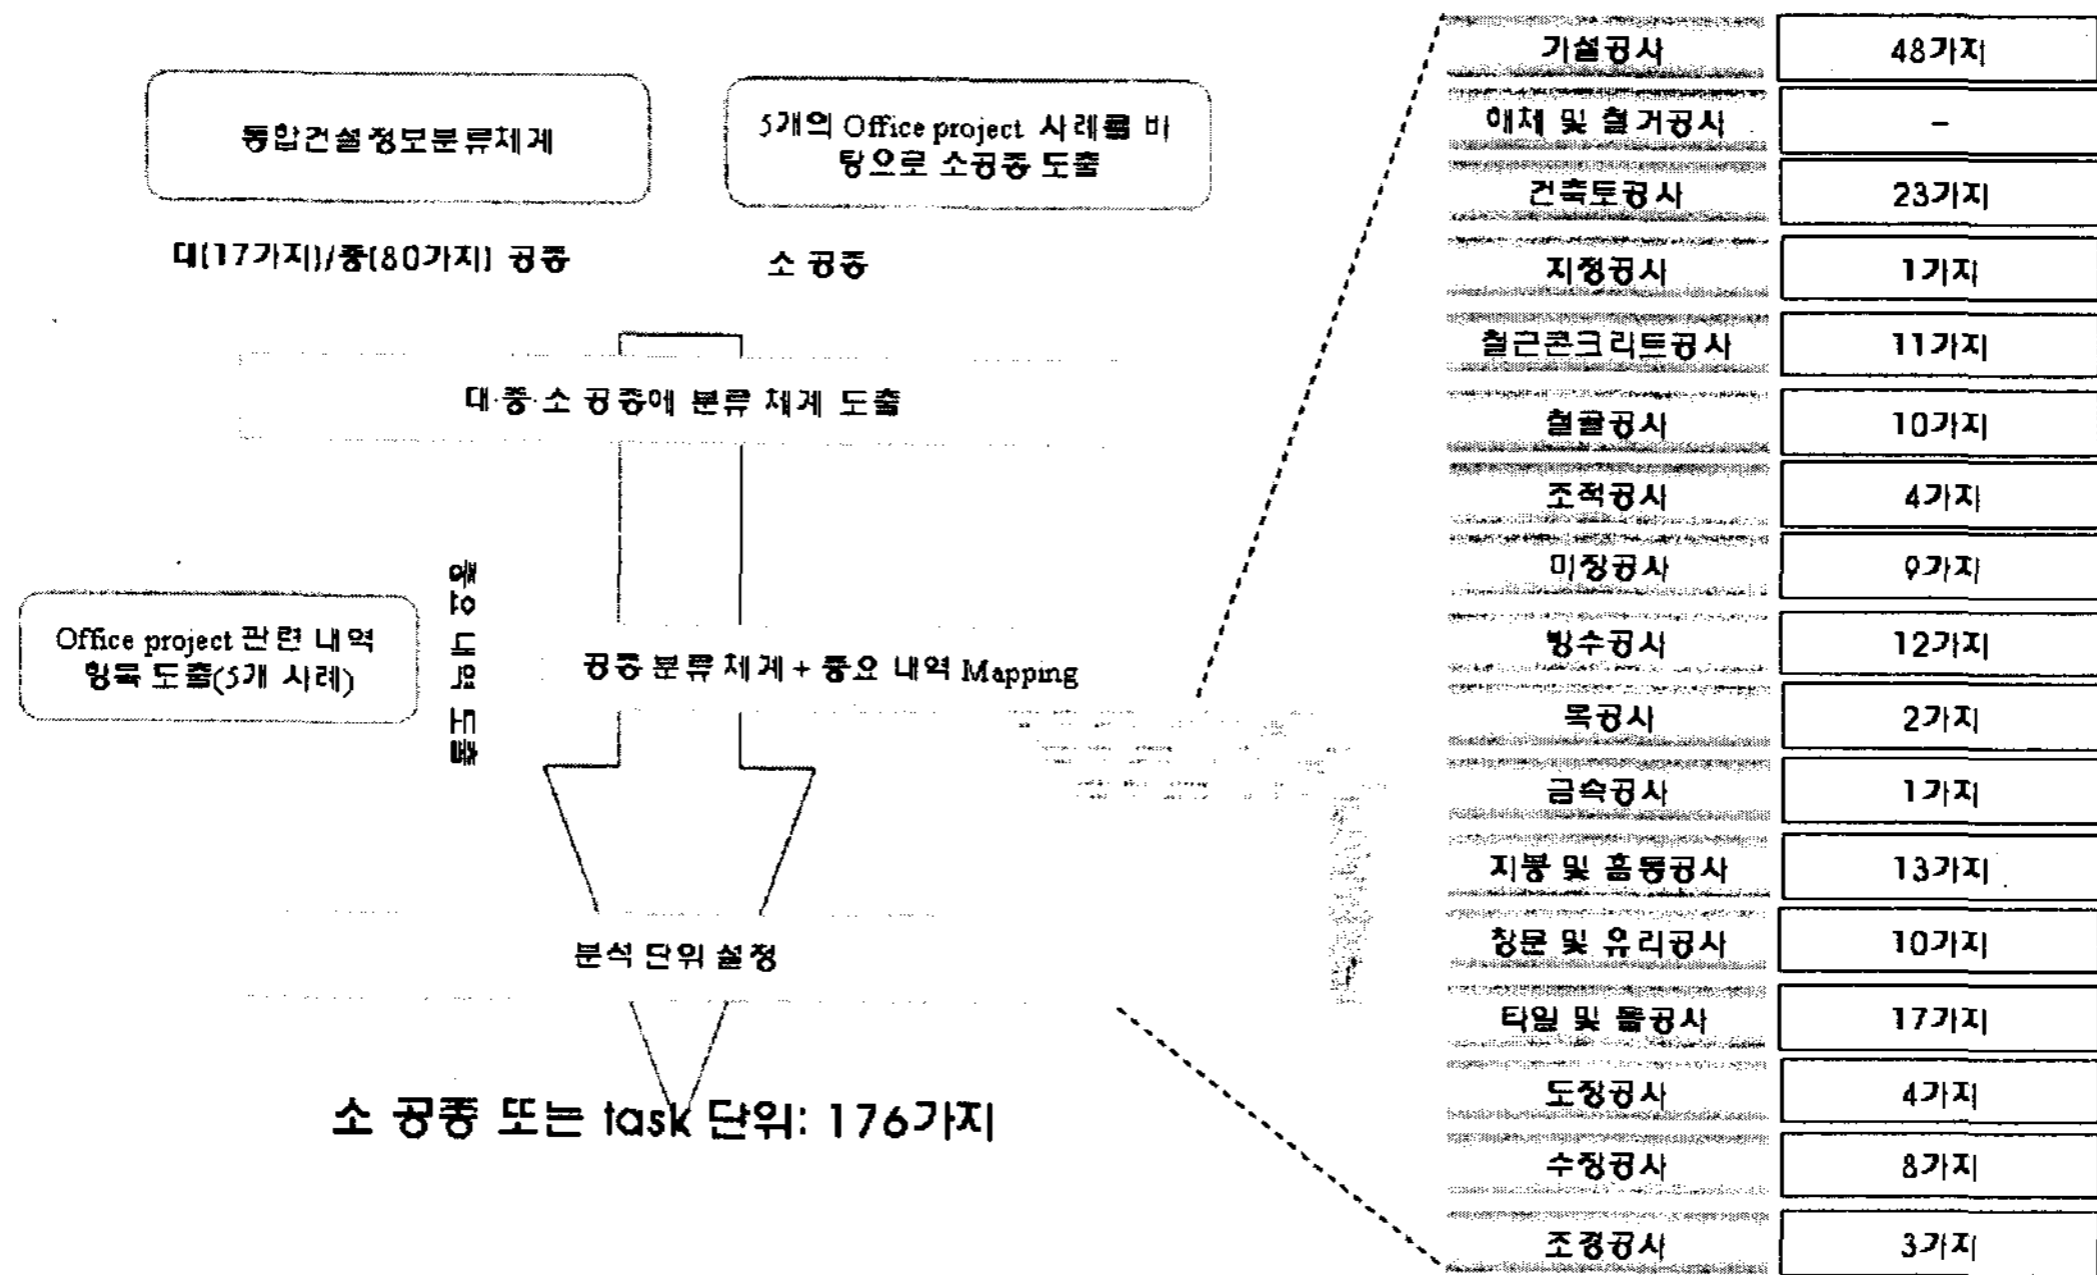 통합건설정보분류체계
5개의 Office project 사례를 바
탕으로 소공종 도출
대(17가지)/중(80가지) 공종
소 공종
대·중·소 공종에 분류 체계 도출
Office project 관련 내역
항목 도출(5개 사례)
중요 내역 도출
공종 분류 체계 + 중요 내역 Mapping
분석 단위 설정
소 공종 또는 task 단위: 176가지
가설공사 48가지
해체 및 철거공사 -
건축토공사 23가지
지정공사 1가지
철근콘크리트공사 11가지
철골공사 10가지
조적공사 4가지
미장공사 9가지
방수공사 12가지
목공사 2가지
금속공사 1가지
지붕 및 홈통공사 13가지
창문 및 유리공사 10가지
타일 및 돌공사 17가지
도장공사 4가지
수장공사 8가지
조경공사 3가지